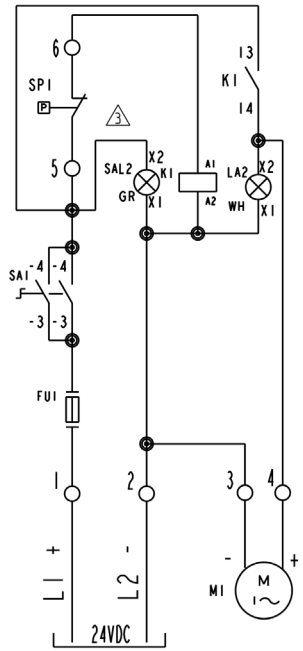 6
13
SP1
K1
P
3
14
5
X2
SAL2
K1
A1
LA2
X2
GR
X1
A2
WH
X1
SA1
-4
-4
-3
-3
FU1
1
2
3
4
L1 +
L2 -
-
+
M1
M
1~
24VDC